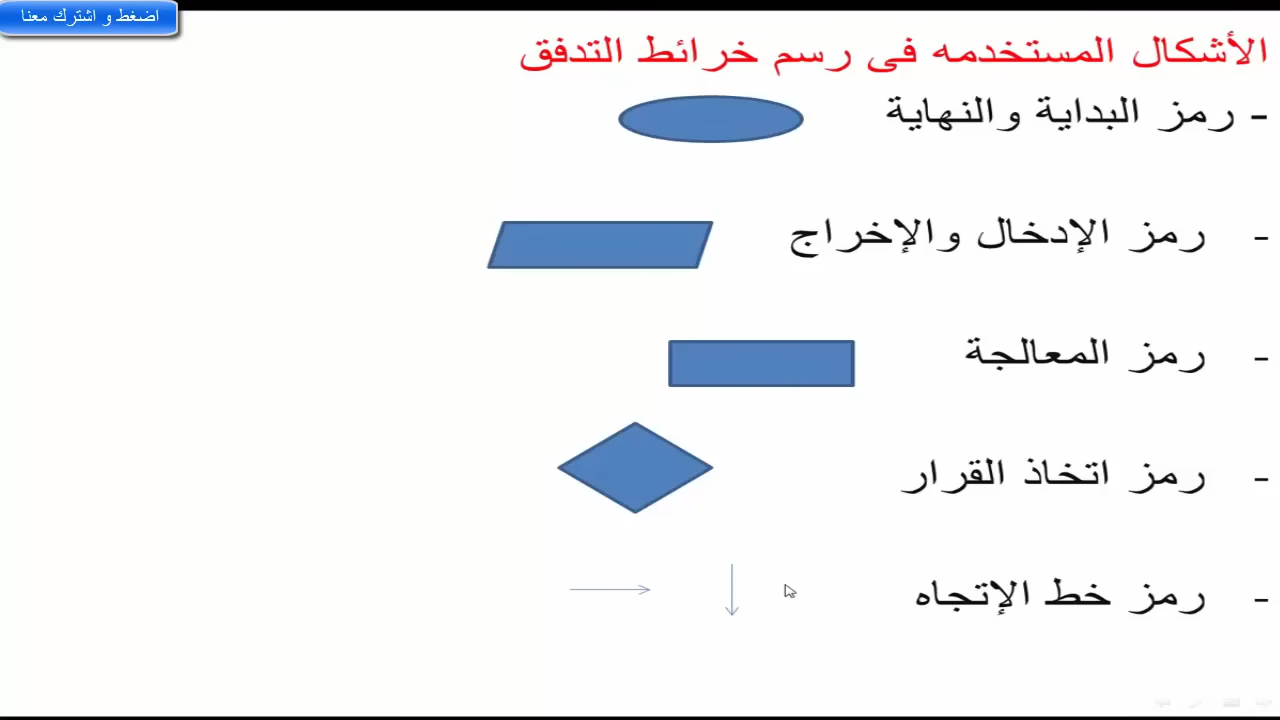 اضغط و اشترك معنا
الأشكال المستخدمه فى رسم خرائط التدفق
- رمز البداية والنهاية
- رمز الإدخال والإخراج
- رمز المعالجة
- رمز اتخاذ القرار
- رمز خط الإتجاه